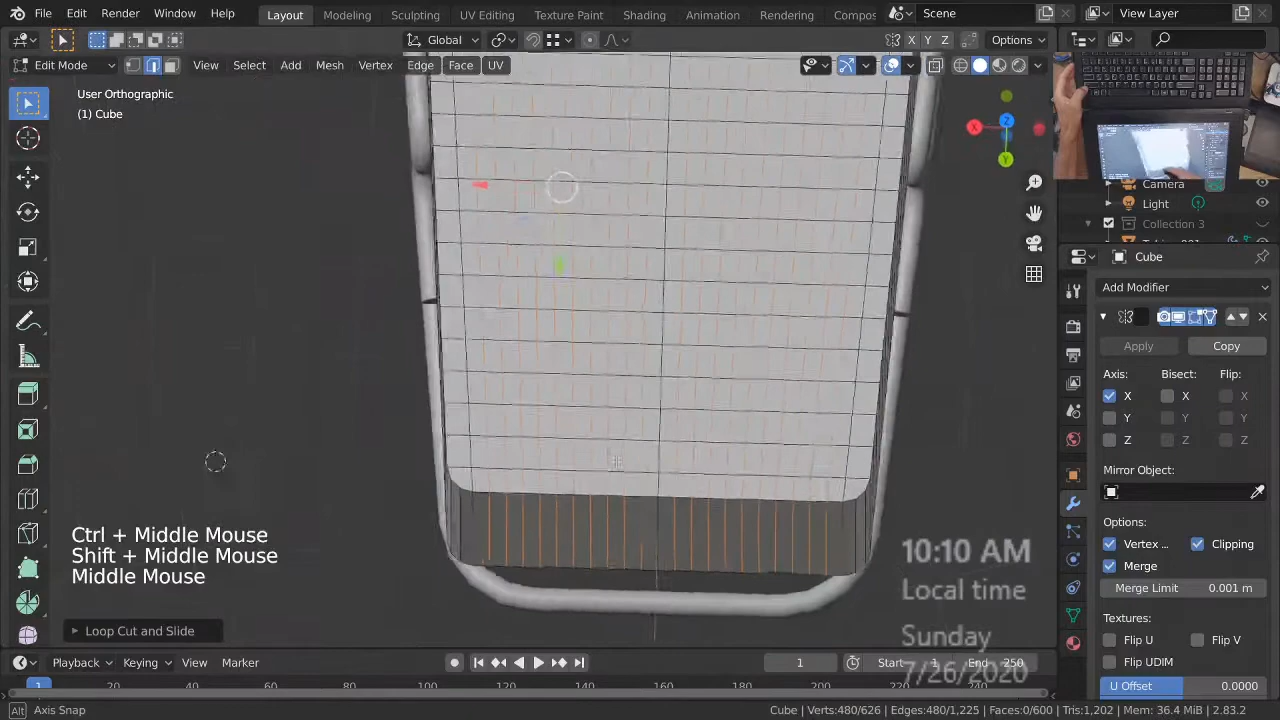 File Edit Render Window Help Layout Modeling Sculpting UV Editing Texture Paint Shading Animation Rendering Compos Scene View Layer
Global X Y Z Options
Edit Mode View Select Add Mesh Vertex Edge Face UV
User Orthographic
(1) Cube
X Z Y
Camera
Light
Collection 3
Cube
Add Modifier
Apply Copy
Axis: Bisect: Flip:
X X X
Y Y Y
Z Z Z
Mirror Object:
Options:
Vertex ... Clipping
Merge
Merge Limit 0.001 m
Textures:
Flip U Flip V
Flip UDIM
U Offset 0.0000
Ctrl + Middle Mouse
Shift + Middle Mouse
Middle Mouse
Loop Cut and Slide
10:10 AM
Local time
Sunday
7/26/2020
Playback Keying View Marker 1 Start 1 End 250
1 20 40 60 80 100 120 140 160 180 200 220 240
Alt Axis Snap Cube | Verts:480/626 | Edges:480/1,225 | Faces:0/600 | Tris:1,202 | Mem: 36.4 MiB | 2.83.2